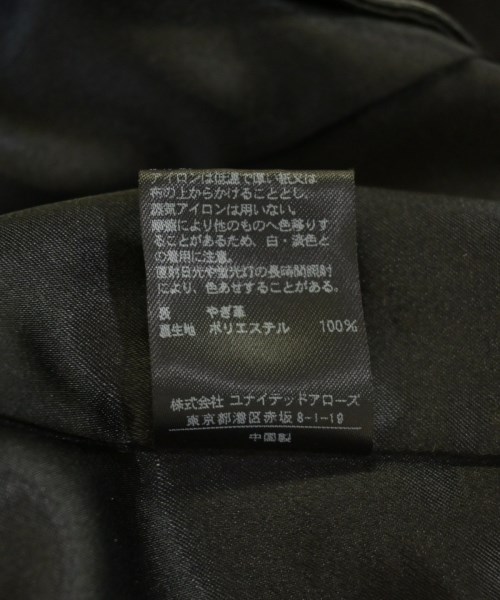 アイロンは低温で厚い紙又は
布の上からかけることとし、
蒸気アイロンは用いない。
摩擦により他のものへ色移りす
ることがあるため、白・淡色と
の着用に注意。
直射日光や蛍光灯の長時間照射
により、色あせすることがある。
表 やぎ革
裏生地 ポリエステル 100%
株式会社 ユナイテッドアローズ
東京都港区赤坂8-1-19
中国製